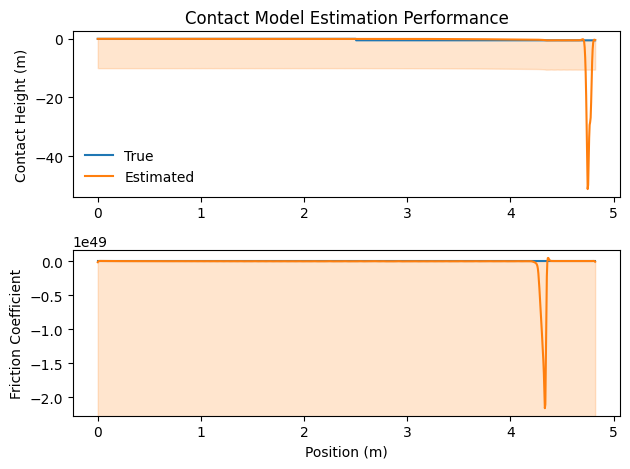 Contact Model Estimation Performance
Contact Height (m)
0
−20
−40
True
Estimated
0 1 2 3 4 5
1e49
Friction Coefficient
0.0
−0.5
−1.0
−1.5
−2.0
0 1 2 3 4 5
Position (m)